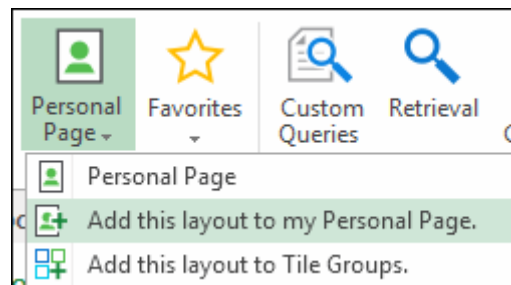 Personal Page
Favorites
Custom Queries
Retrieval
Personal Page
Add this layout to my Personal Page.
Add this layout to Tile Groups.